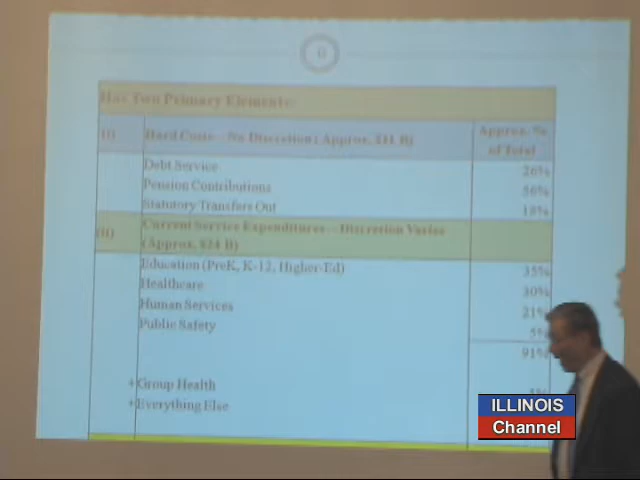 6
Has Two Primary Elements:
(i) Hard Costs – No Discretion: Approx. $11 B) Approx. % of Total
Debt Service 26%
Pension Contributions 56%
Statutory Transfers Out 18%
(ii) Current Service Expenditures – Discretion Varies
(Approx. $24 B)
Education (PreK, K-12, Higher-Ed) 35%
Healthcare 30%
Human Services 21%
Public Safety 5%
91%
+Group Health
+Everything Else
ILLINOIS
Channel